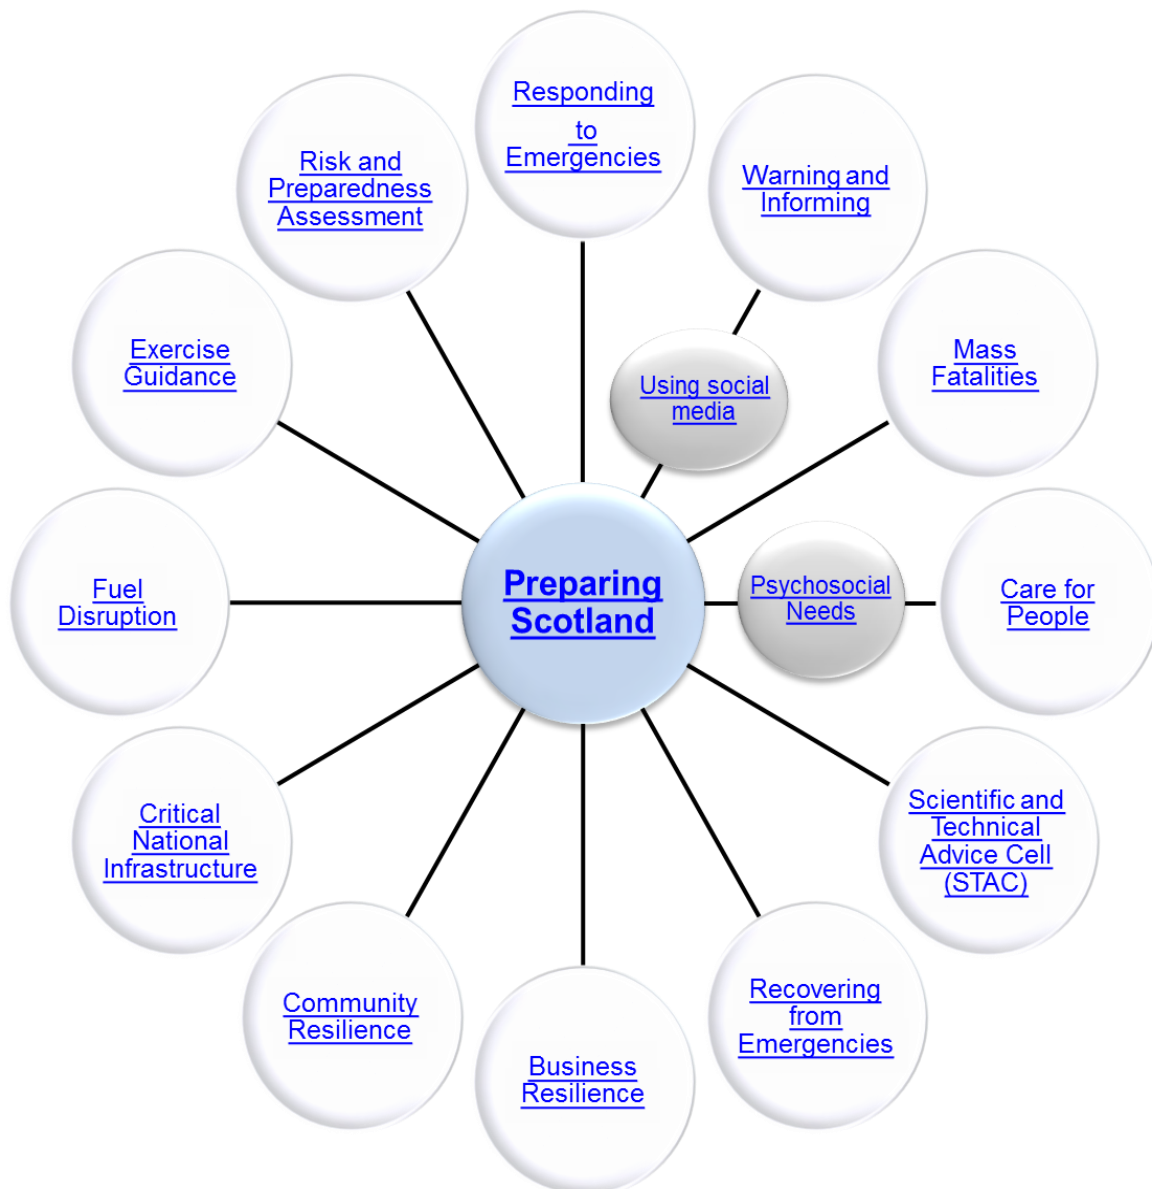 Responding
to
Emergencies
Warning and
Informing
Using social
media
Mass
Fatalities
Psychosocial
Needs
Care for
People
Scientific and
Technical
Advice Cell
(STAC)
Recovering
from
Emergencies
Business
Resilience
Community
Resilience
Critical
National
Infrastructure
Fuel
Disruption
Exercise
Guidance
Risk and
Preparedness
Assessment
Preparing
Scotland